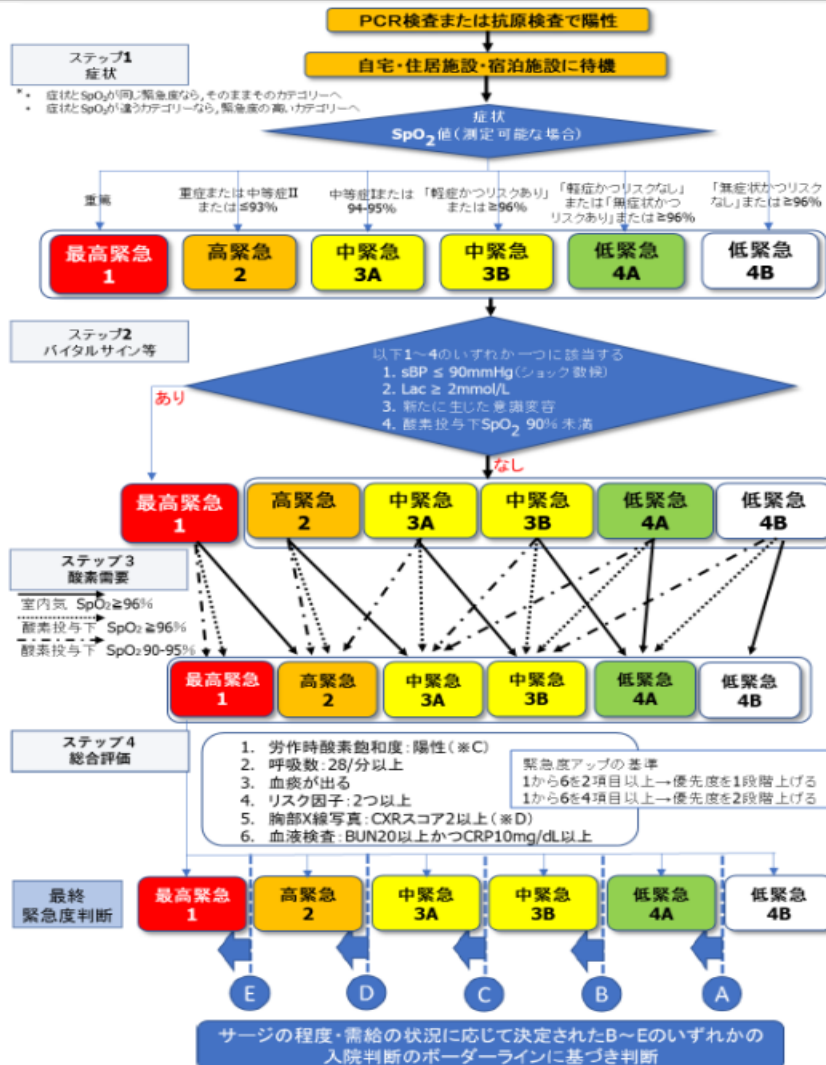 PCR検査または抗原検査で陽性
自宅・住居施設・宿泊施設に待機
ステップ1
症状
*・ 症状とSpO₂が同じ緊急度なら,そのままそのカテゴリーへ
・ 症状とSpO₂が違うカテゴリーなら,緊急度の高いカテゴリーへ
症状
SpO₂値(測定可能な場合)
重篤
重症または中等症II
または≦93%
中等症Iまたは
94-95%
「軽症かつリスクあり」
または≧96%
「軽症かつリスクなし」
または「無症状かつ
リスクあり」または≧96%
「無症状かつリスク
なし」または≧96%
最高緊急
1
高緊急
2
中緊急
3A
中緊急
3B
低緊急
4A
低緊急
4B
ステップ2
バイタルサイン等
以下1~4のいずれか一つに該当する
1. sBP ≤ 90mmHg(ショック徴候)
2. Lac ≥ 2mmol/L
3. 新たに生じた意識変容
4. 酸素投与下SpO₂ 90%未満
あり
なし
最高緊急
1
高緊急
2
中緊急
3A
中緊急
3B
低緊急
4A
低緊急
4B
ステップ3
酸素需要
室内気 SpO₂≧96%
酸素投与下 SpO₂≧96%
酸素投与下 SpO₂90-95%
最高緊急
1
高緊急
2
中緊急
3A
中緊急
3B
低緊急
4A
低緊急
4B
ステップ4
総合評価
1. 労作時酸素飽和度:陽性(※C)
2. 呼吸数:28/分以上
3. 血痰が出る
4. リスク因子:2つ以上
5. 胸部X線写真:CXRスコア2以上(※D)
6. 血液検査:BUN20以上かつCRP10mg/dL以上
緊急度アップの基準
1から6を2項目以上→優先度を1段階上げる
1から6を4項目以上→優先度を2段階上げる
最終
緊急度判断
最高緊急
1
高緊急
2
中緊急
3A
中緊急
3B
低緊急
4A
低緊急
4B
E
D
C
B
A
サージの程度・需給の状況に応じて決定されたB~Eのいずれかの
入院判断のボーダーラインに基づき判断